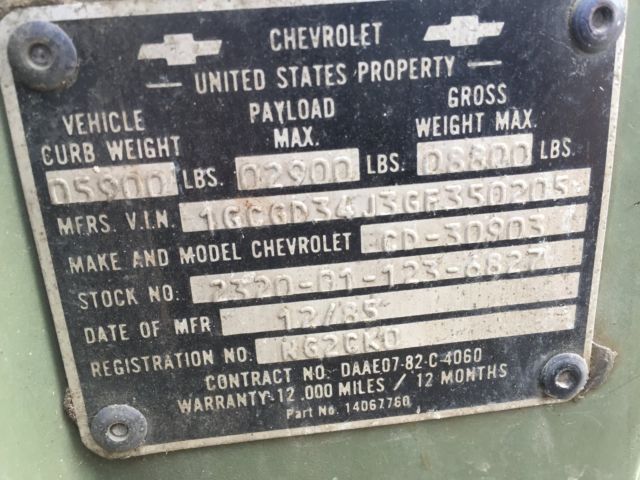 CHEVROLET
UNITED STATES PROPERTY
VEHICLE CURB WEIGHT 05900 LBS. PAYLOAD MAX. 02900 LBS. GROSS WEIGHT MAX. 08800 LBS.
MFRS. V.I.N. 1GCGD34J3GF350205
MAKE AND MODEL CHEVROLET CD-30903
STOCK NO: 2320-01-123-6827
DATE OF MFR 12/85
REGISTRATION NO.
CONTRACT NO. DAAE07-82-C-4060
WARRANTY-12,000 MILES / 12 MONTHS
Part No. 14067760